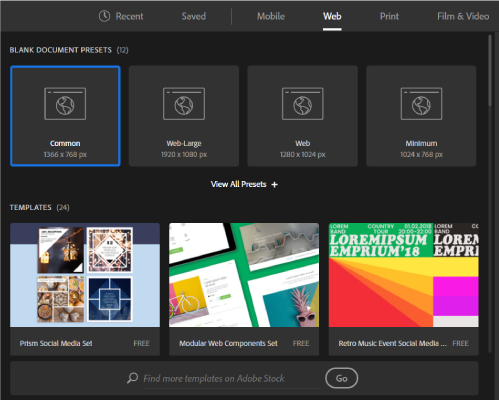 Recent Saved Mobile Web Print Film & Video
BLANK DOCUMENT PRESETS (12)
Common Web-Large Web Minimum
1366 x 768 px 1920 x 1080 px 1280 x 1024 px 1024 x 768 px
View All Presets +
TEMPLATES (24)
LOREM BAND COUNTRY TOUR 01.02.2018 20:00-22:00 LOREM BAND
LOREMIPSUM EMPRIUM
EMPRIUM'18 EMPRI
Prism Social Media Set FREE Modular Web Components Set FREE Retro Music Event Social Media ... FREE
Find more templates on Adobe Stock Go